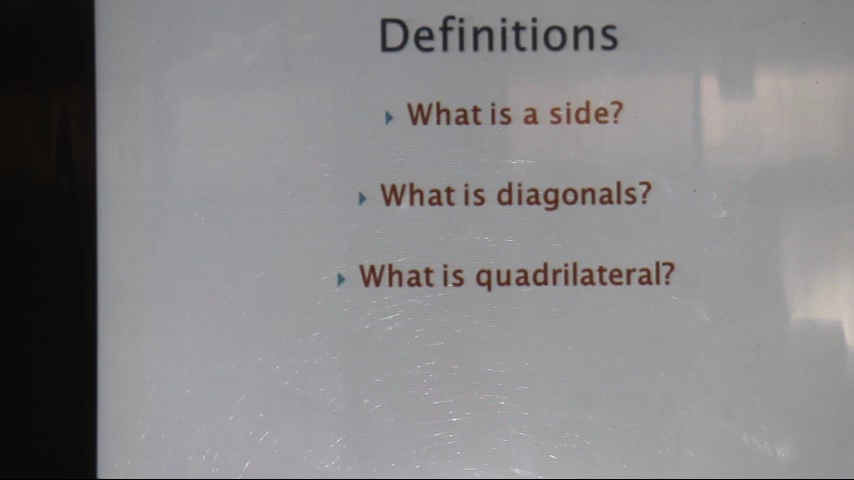 Definitions
What is a side?
What is diagonals?
What is quadrilateral?